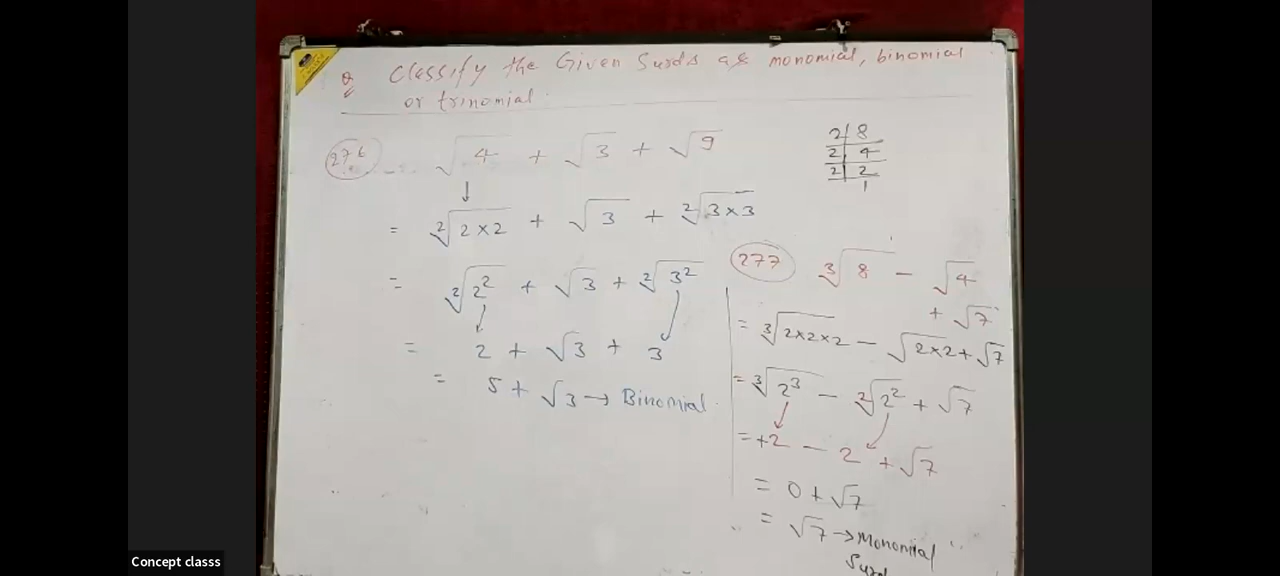 Q Classify the Given Surds as monomial, binomial
or trinomial.
276 √4 + √3 + √9
= ²√2×2 + √3 + ²√3×3
= ²√2² + √3 + ²√3²
= 2 + √3 + 3
= 5 + √3 → Binomial.
2 | 8
2 | 4
2 | 2
1
277 ³√8 - √4
+ √7
= ³√2×2×2 - √2×2 + √7
= ³√2³ - ²√2² + √7
= +2 - 2 + √7
= 0 + √7
= √7 → Monomial
Surd
Concept classs